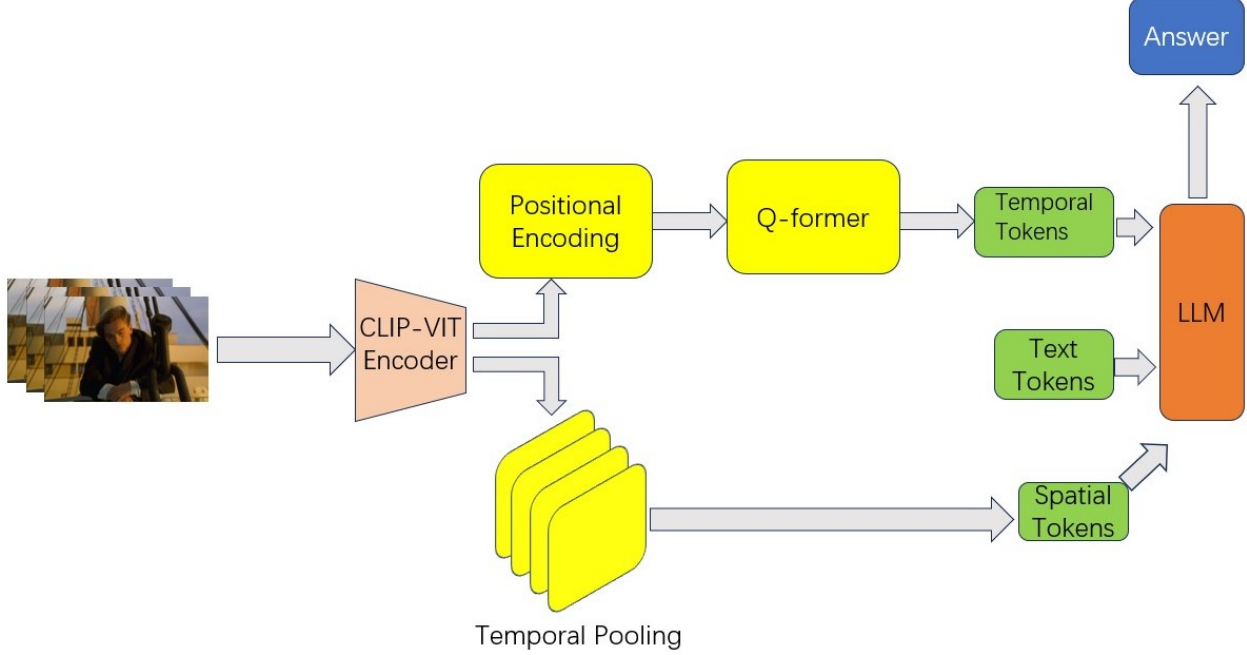 Answer
Positional
Encoding
Q-former
Temporal
Tokens
CLIP-VIT
Encoder
LLM
Text
Tokens
Spatial
Tokens
Temporal Pooling